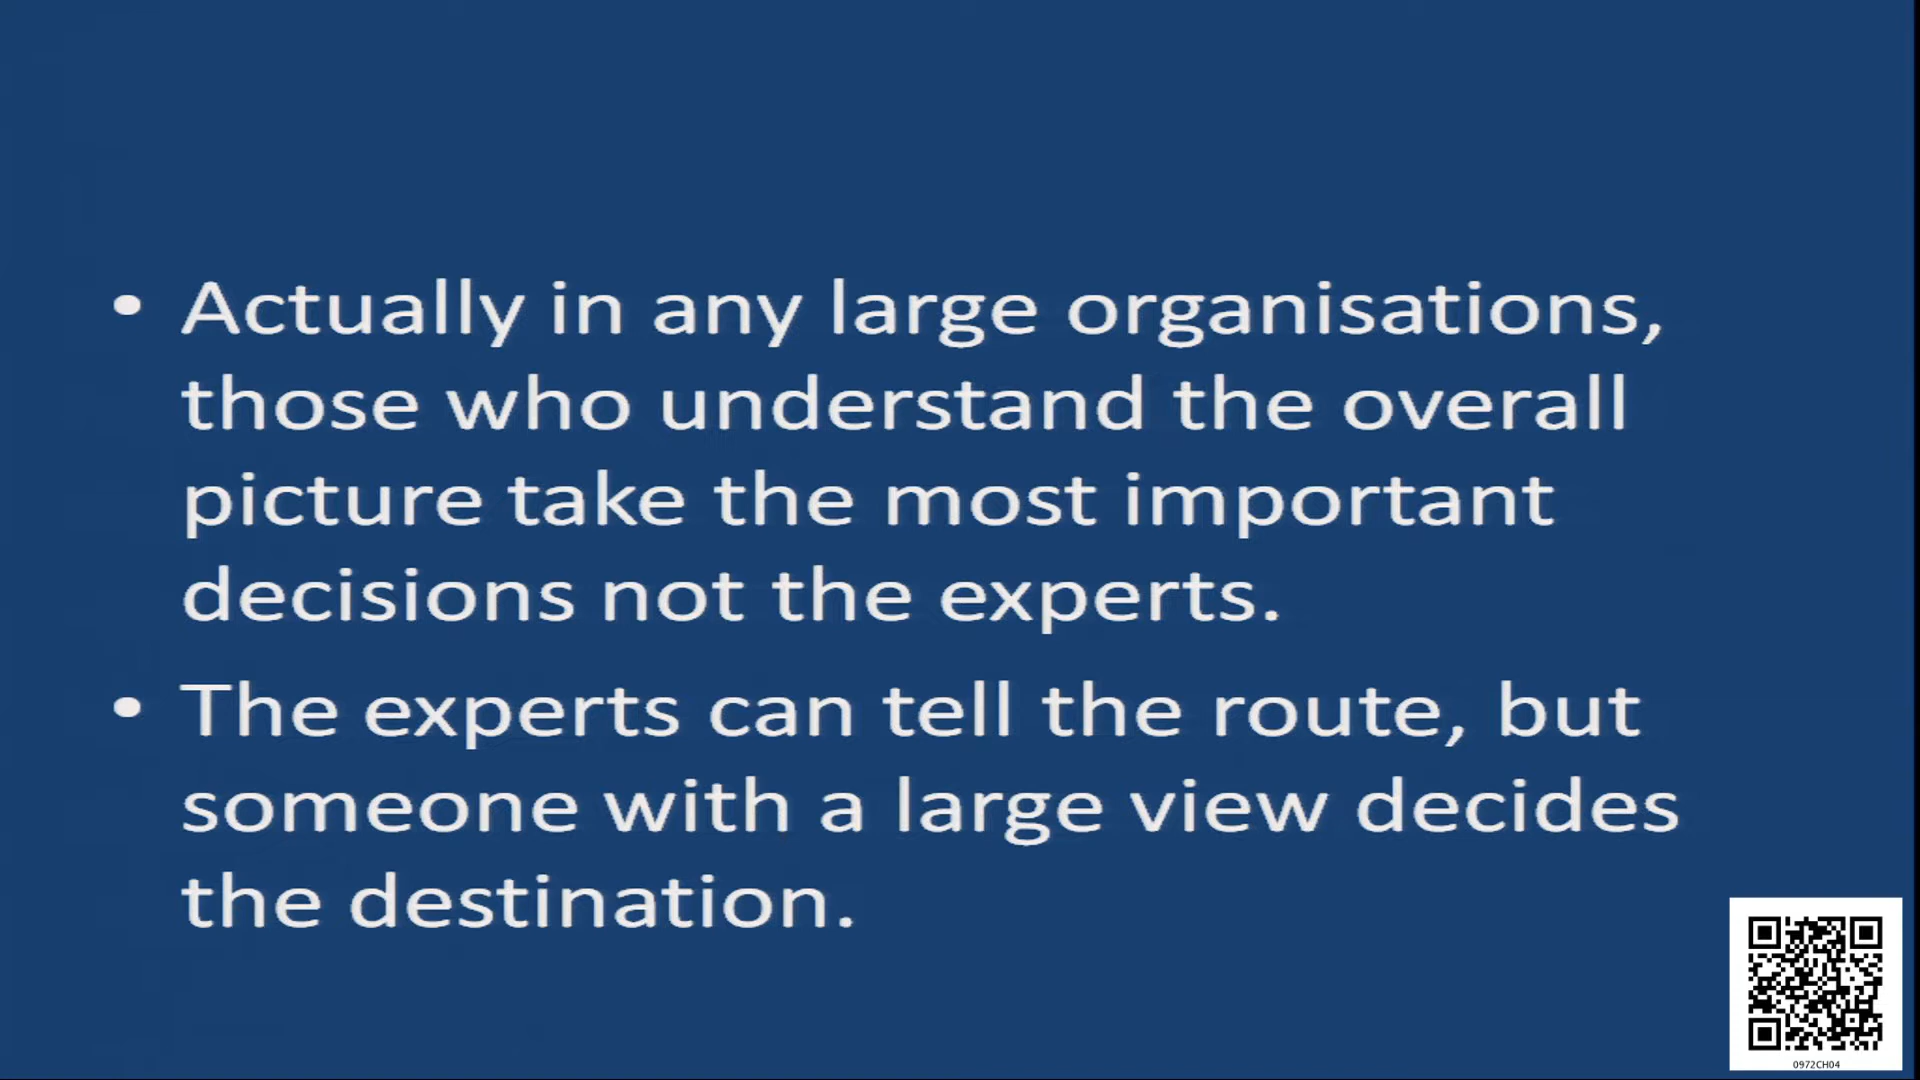 • Actually in any large organisations,
those who understand the overall
picture take the most important
decisions not the experts.
• The experts can tell the route, but
someone with a large view decides
the destination.
0972CH04